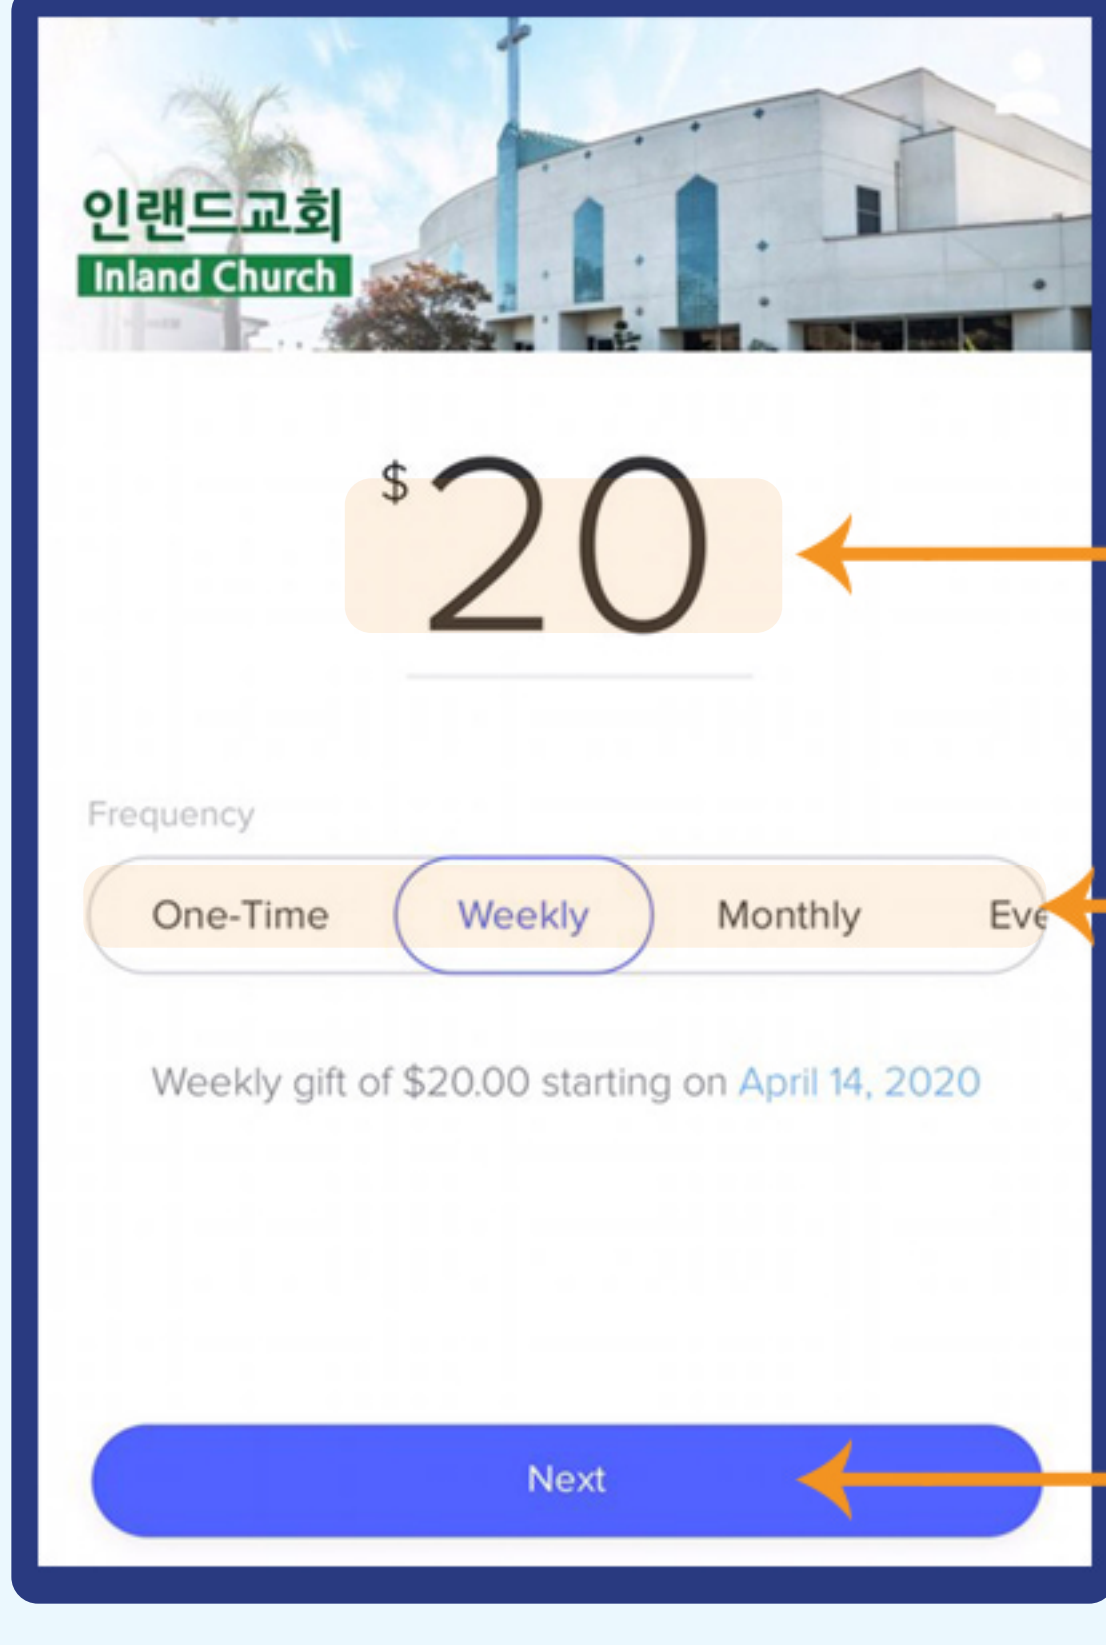 인랜드교회
Inland Church
$20
Frequency
One-Time Weekly Monthly Eve
Weekly gift of $20.00 starting on April 14, 2020
Next